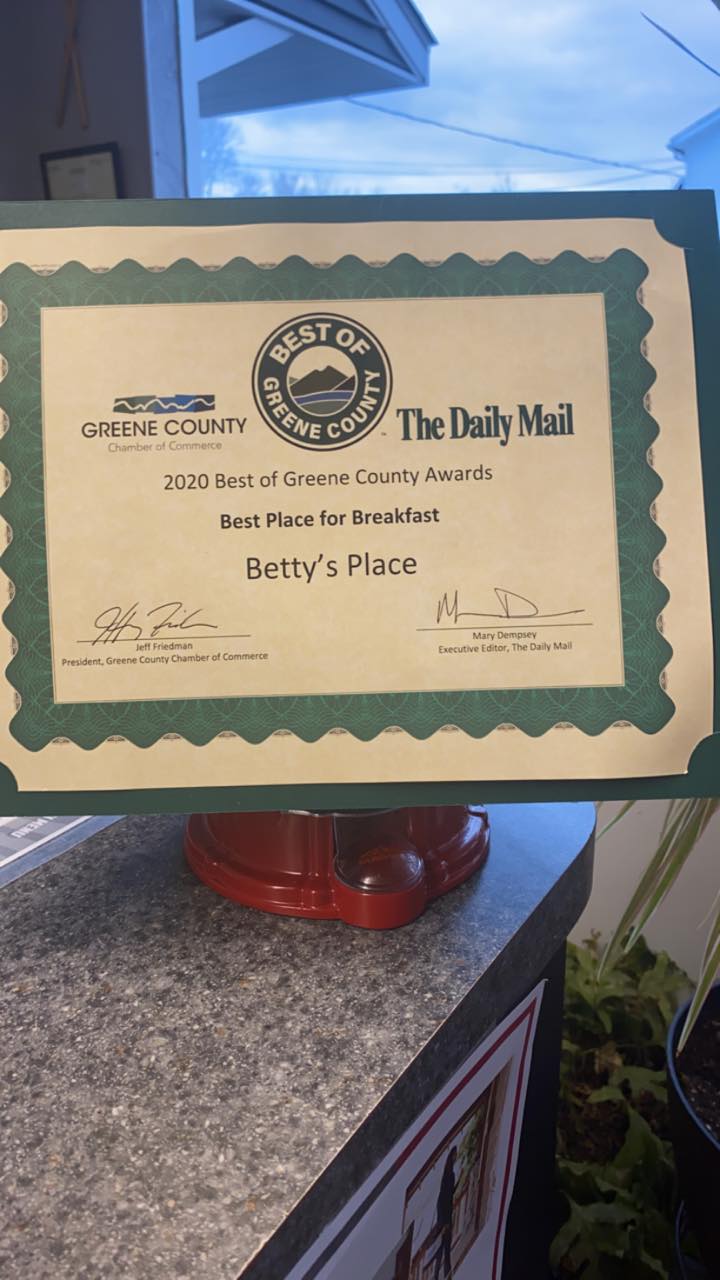 BEST OF
GREENE COUNTY
GREENE COUNTY
Chamber of Commerce
The Daily Mail
2020 Best of Greene County Awards
Best Place for Breakfast
Betty's Place
Jeff Friedman
President, Greene County Chamber of Commerce
Mary Dempsey
Executive Editor, The Daily Mail
MENU